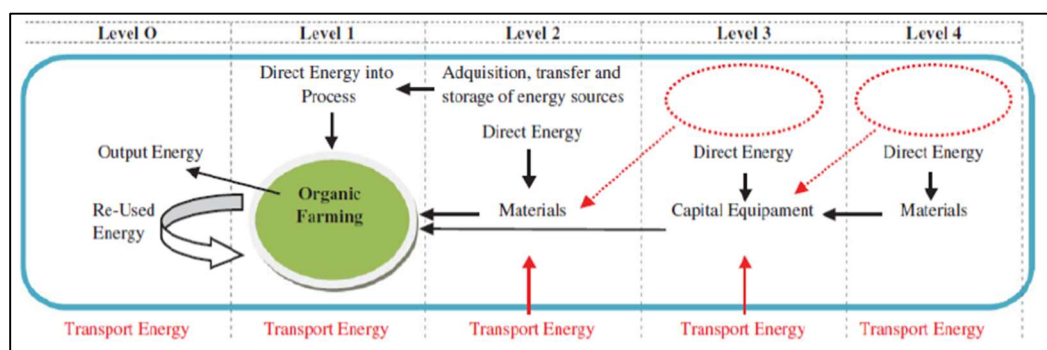 Level O
Level 1
Level 2
Level 3
Level 4
Direct Energy into
Process
Adquisition, transfer and
storage of energy sources
Direct Energy
Direct Energy
Direct Energy
Output Energy
Organic
Farming
Re-Used
Energy
Materials
Capital Equipament
Materials
Transport Energy
Transport Energy
Transport Energy
Transport Energy
Transport Energy